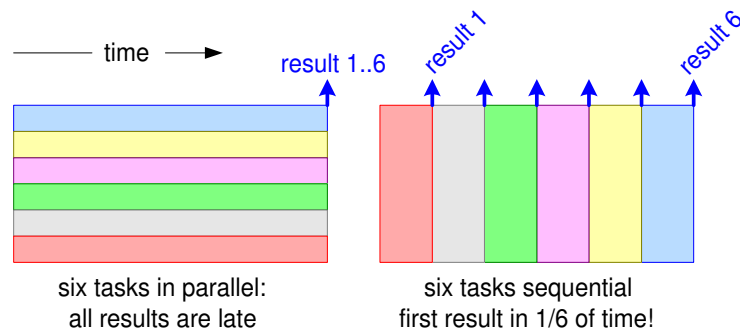 time
result 1..6
result 1
result 6
six tasks in parallel:
all results are late
six tasks sequential
first result in 1/6 of time!